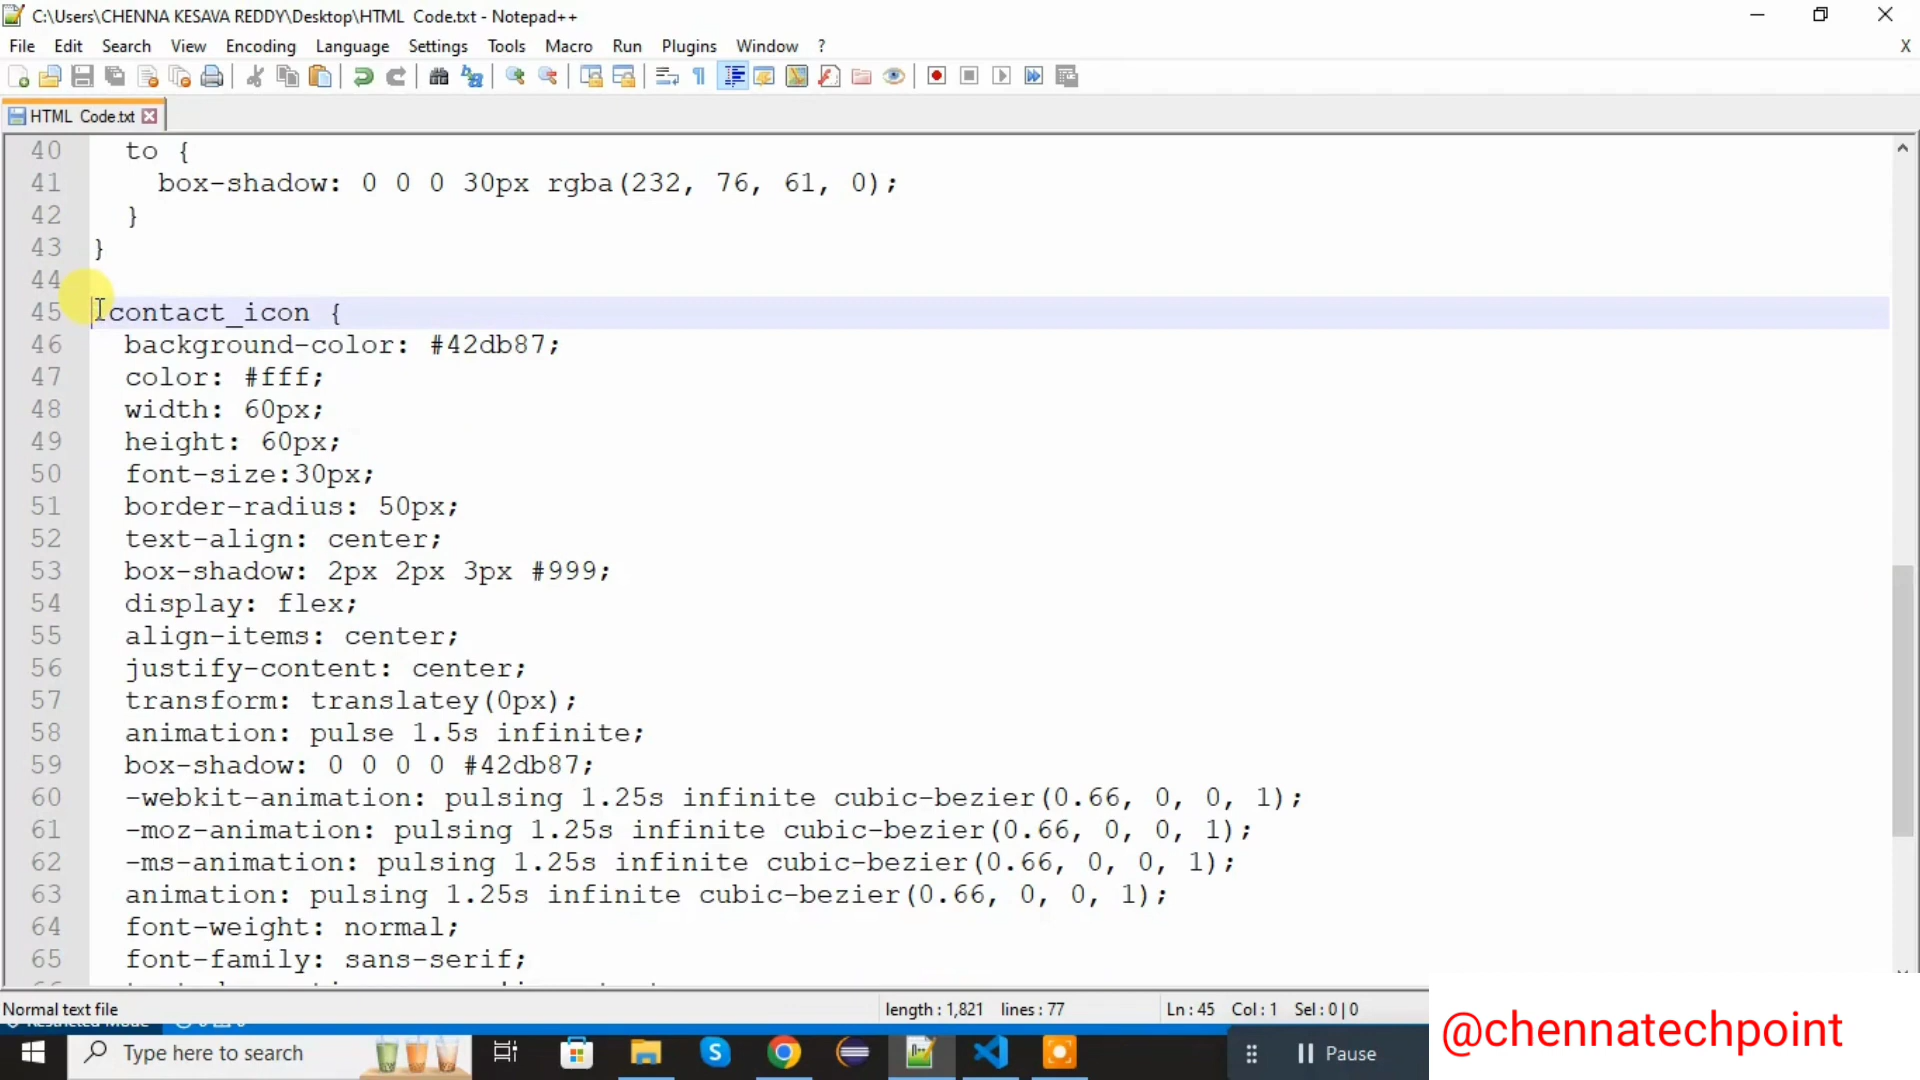 C:\Users\CHENNA KESAVA REDDY\Desktop\HTML  Code.txt - Notepad++
File Edit Search View Encoding Language Settings Tools Macro Run Plugins Window ? X
HTML  Code.txt
40 to {
41 box-shadow: 0 0 0 30px rgba(232, 76, 61, 0);
42 }
43 }
44
45 .contact_icon {
46 background-color: #42db87;
47 color: #fff;
48 width: 60px;
49 height: 60px;
50 font-size:30px;
51 border-radius: 50px;
52 text-align: center;
53 box-shadow: 2px 2px 3px #999;
54 display: flex;
55 align-items: center;
56 justify-content: center;
57 transform: translatey(0px);
58 animation: pulse 1.5s infinite;
59 box-shadow: 0 0 0 0 #42db87;
60 -webkit-animation: pulsing 1.25s infinite cubic-bezier(0.66, 0, 0, 1);
61 -moz-animation: pulsing 1.25s infinite cubic-bezier(0.66, 0, 0, 1);
62 -ms-animation: pulsing 1.25s infinite cubic-bezier(0.66, 0, 0, 1);
63 animation: pulsing 1.25s infinite cubic-bezier(0.66, 0, 0, 1);
64 font-weight: normal;
65 font-family: sans-serif;
Normal text file length : 1,821 lines : 77 Ln : 45 Col : 1 Sel : 0 | 0
Type here to search
Pause
@chennatechpoint